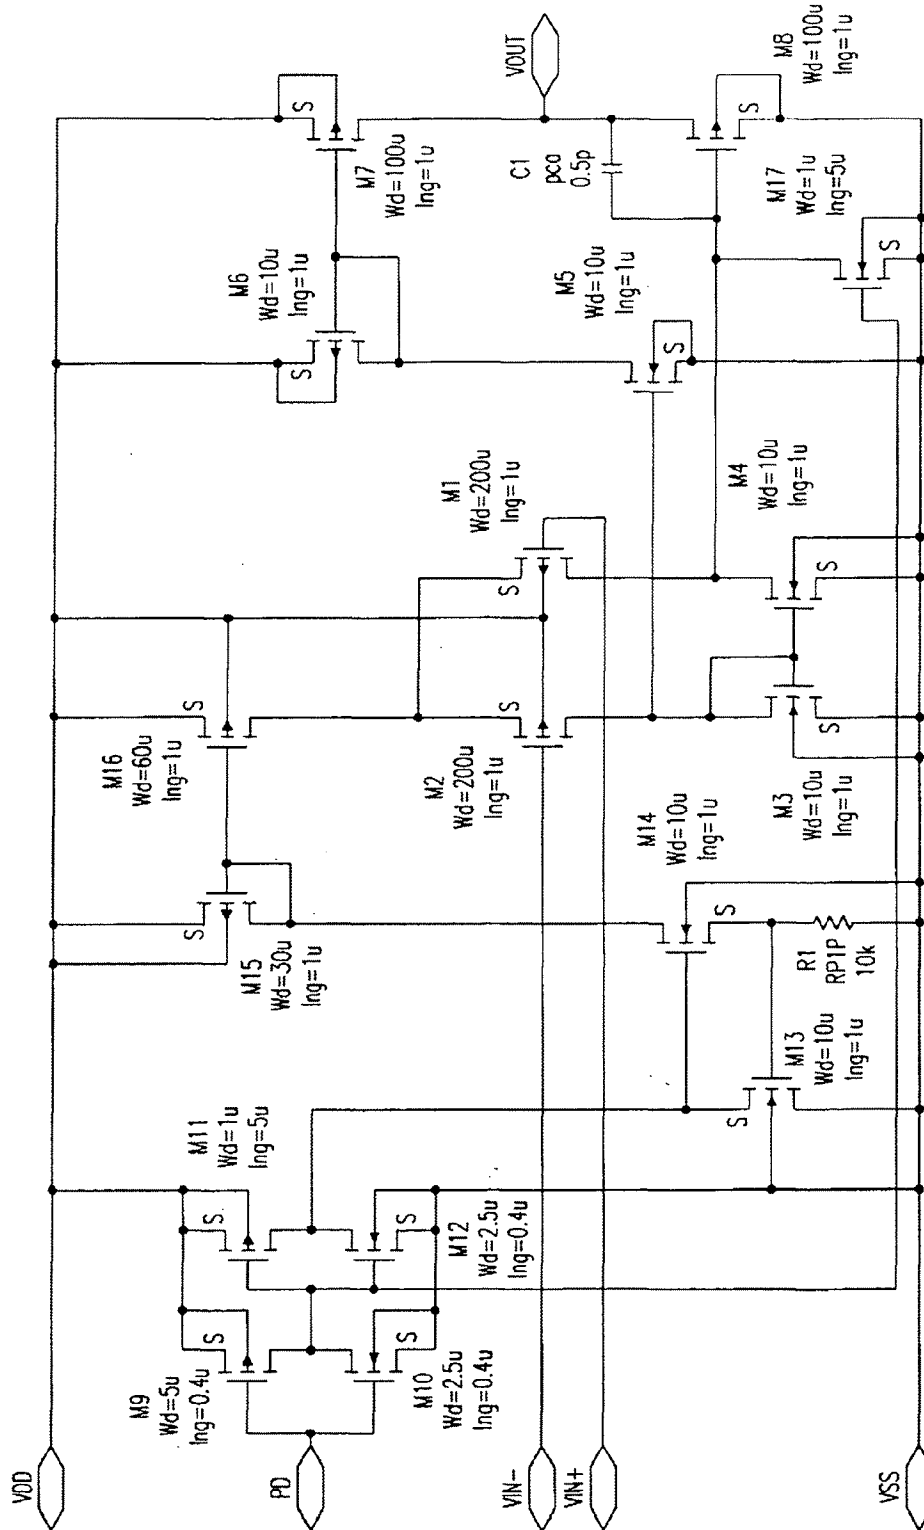 VDD
M9
Wd=5u
lng=0.4u
S
M11
Wd=1u
lng=5u
S
M15
Wd=30u
lng=1u
S
M16
Wd=60u
lng=1u
S
M6
Wd=10u
lng=1u
S
M7
Wd=100u
lng=1u
S
PD
M10
Wd=2.5u
lng=0.4u
S
M12
Wd=2.5u
lng=0.4u
S
VIN-
VIN+
M2
Wd=200u
lng=1u
S
M1
Wd=200u
lng=1u
S
M5
Wd=10u
lng=1u
S
C1
pca
0.5p
VOUT
M14
Wd=10u
lng=1u
S
M13
Wd=10u
lng=1u
S
R1
RP1P
10k
M3
Wd=10u
lng=1u
S
M4
Wd=10u
lng=1u
S
M17
Wd=1u
lng=5u
S
M8
Wd=100u
lng=1u
S
VSS